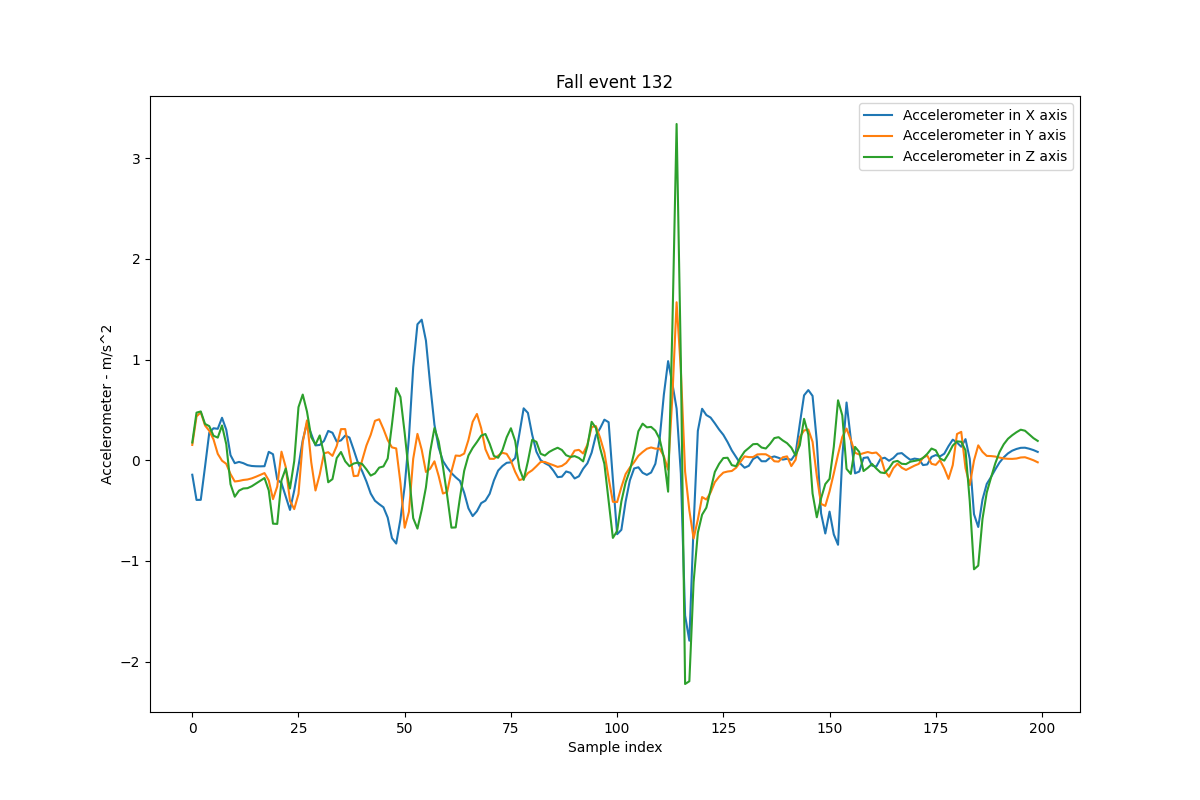 Fall event 132
Accelerometer in X axis
Accelerometer in Y axis
Accelerometer in Z axis
Accelerometer - m/s^2
3
2
1
0
−1
−2
0
25
50
75
100
125
150
175
200
Sample index